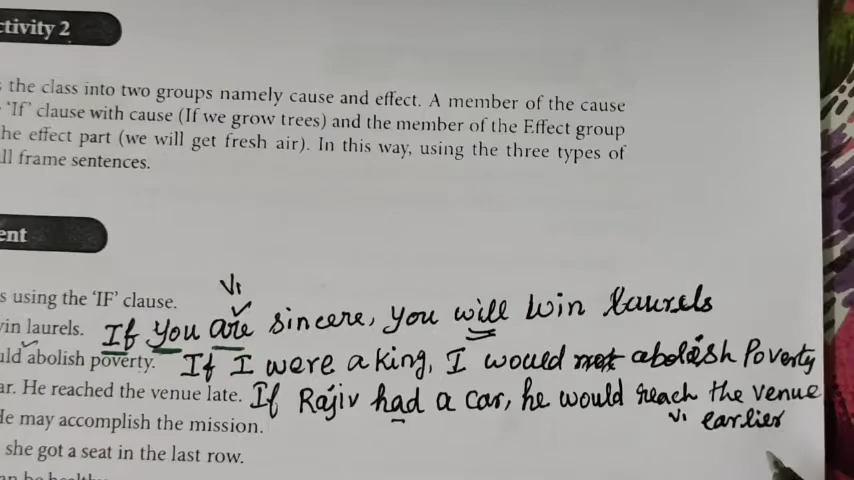 ctivity 2
the class into two groups namely cause and effect. A member of the cause
'If' clause with cause (If we grow trees) and the member of the Effect group
he effect part (we will get fresh air). In this way, using the three types of
ll frame sentences.
ent
V1
s using the 'IF' clause.
vin laurels. If you are sincere, you will win laurels
uld abolish poverty. If I were a king, I would abolish Poverty
ar. He reached the venue late. If Rajiv had a car, he would reach the venue
V1 earlier
He may accomplish the mission.
she got a seat in the last row.
an be healthy